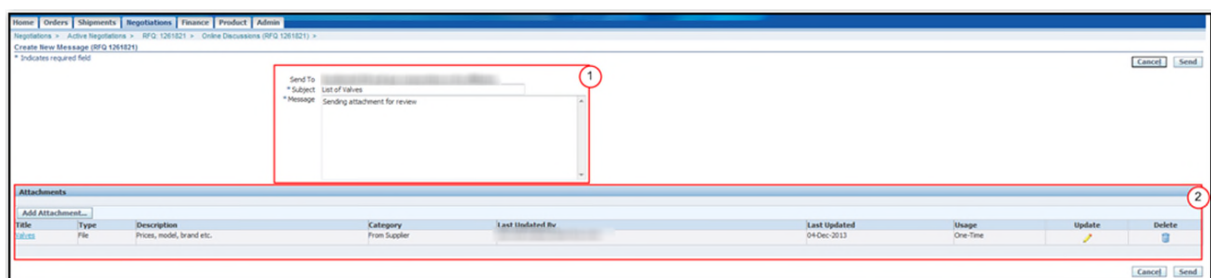 Home Orders Shipments Negotiations Finance Product Admin
Negotiations > Active Negotiations > RFQ: 1261821 > Online Discussions (RFQ 1261821) >
Create New Message (RFQ 1261821)
* Indicates required field
Cancel Send
1
Send To
* Subject List of Valves
* Message Sending attachment for review
Attachments
2
Add Attachment...
Title Type Description Category Last Updated By Last Updated Usage Update Delete
Valves File Prices, model, brand etc. From Supplier 04-Dec-2013 One-Time
Cancel Send